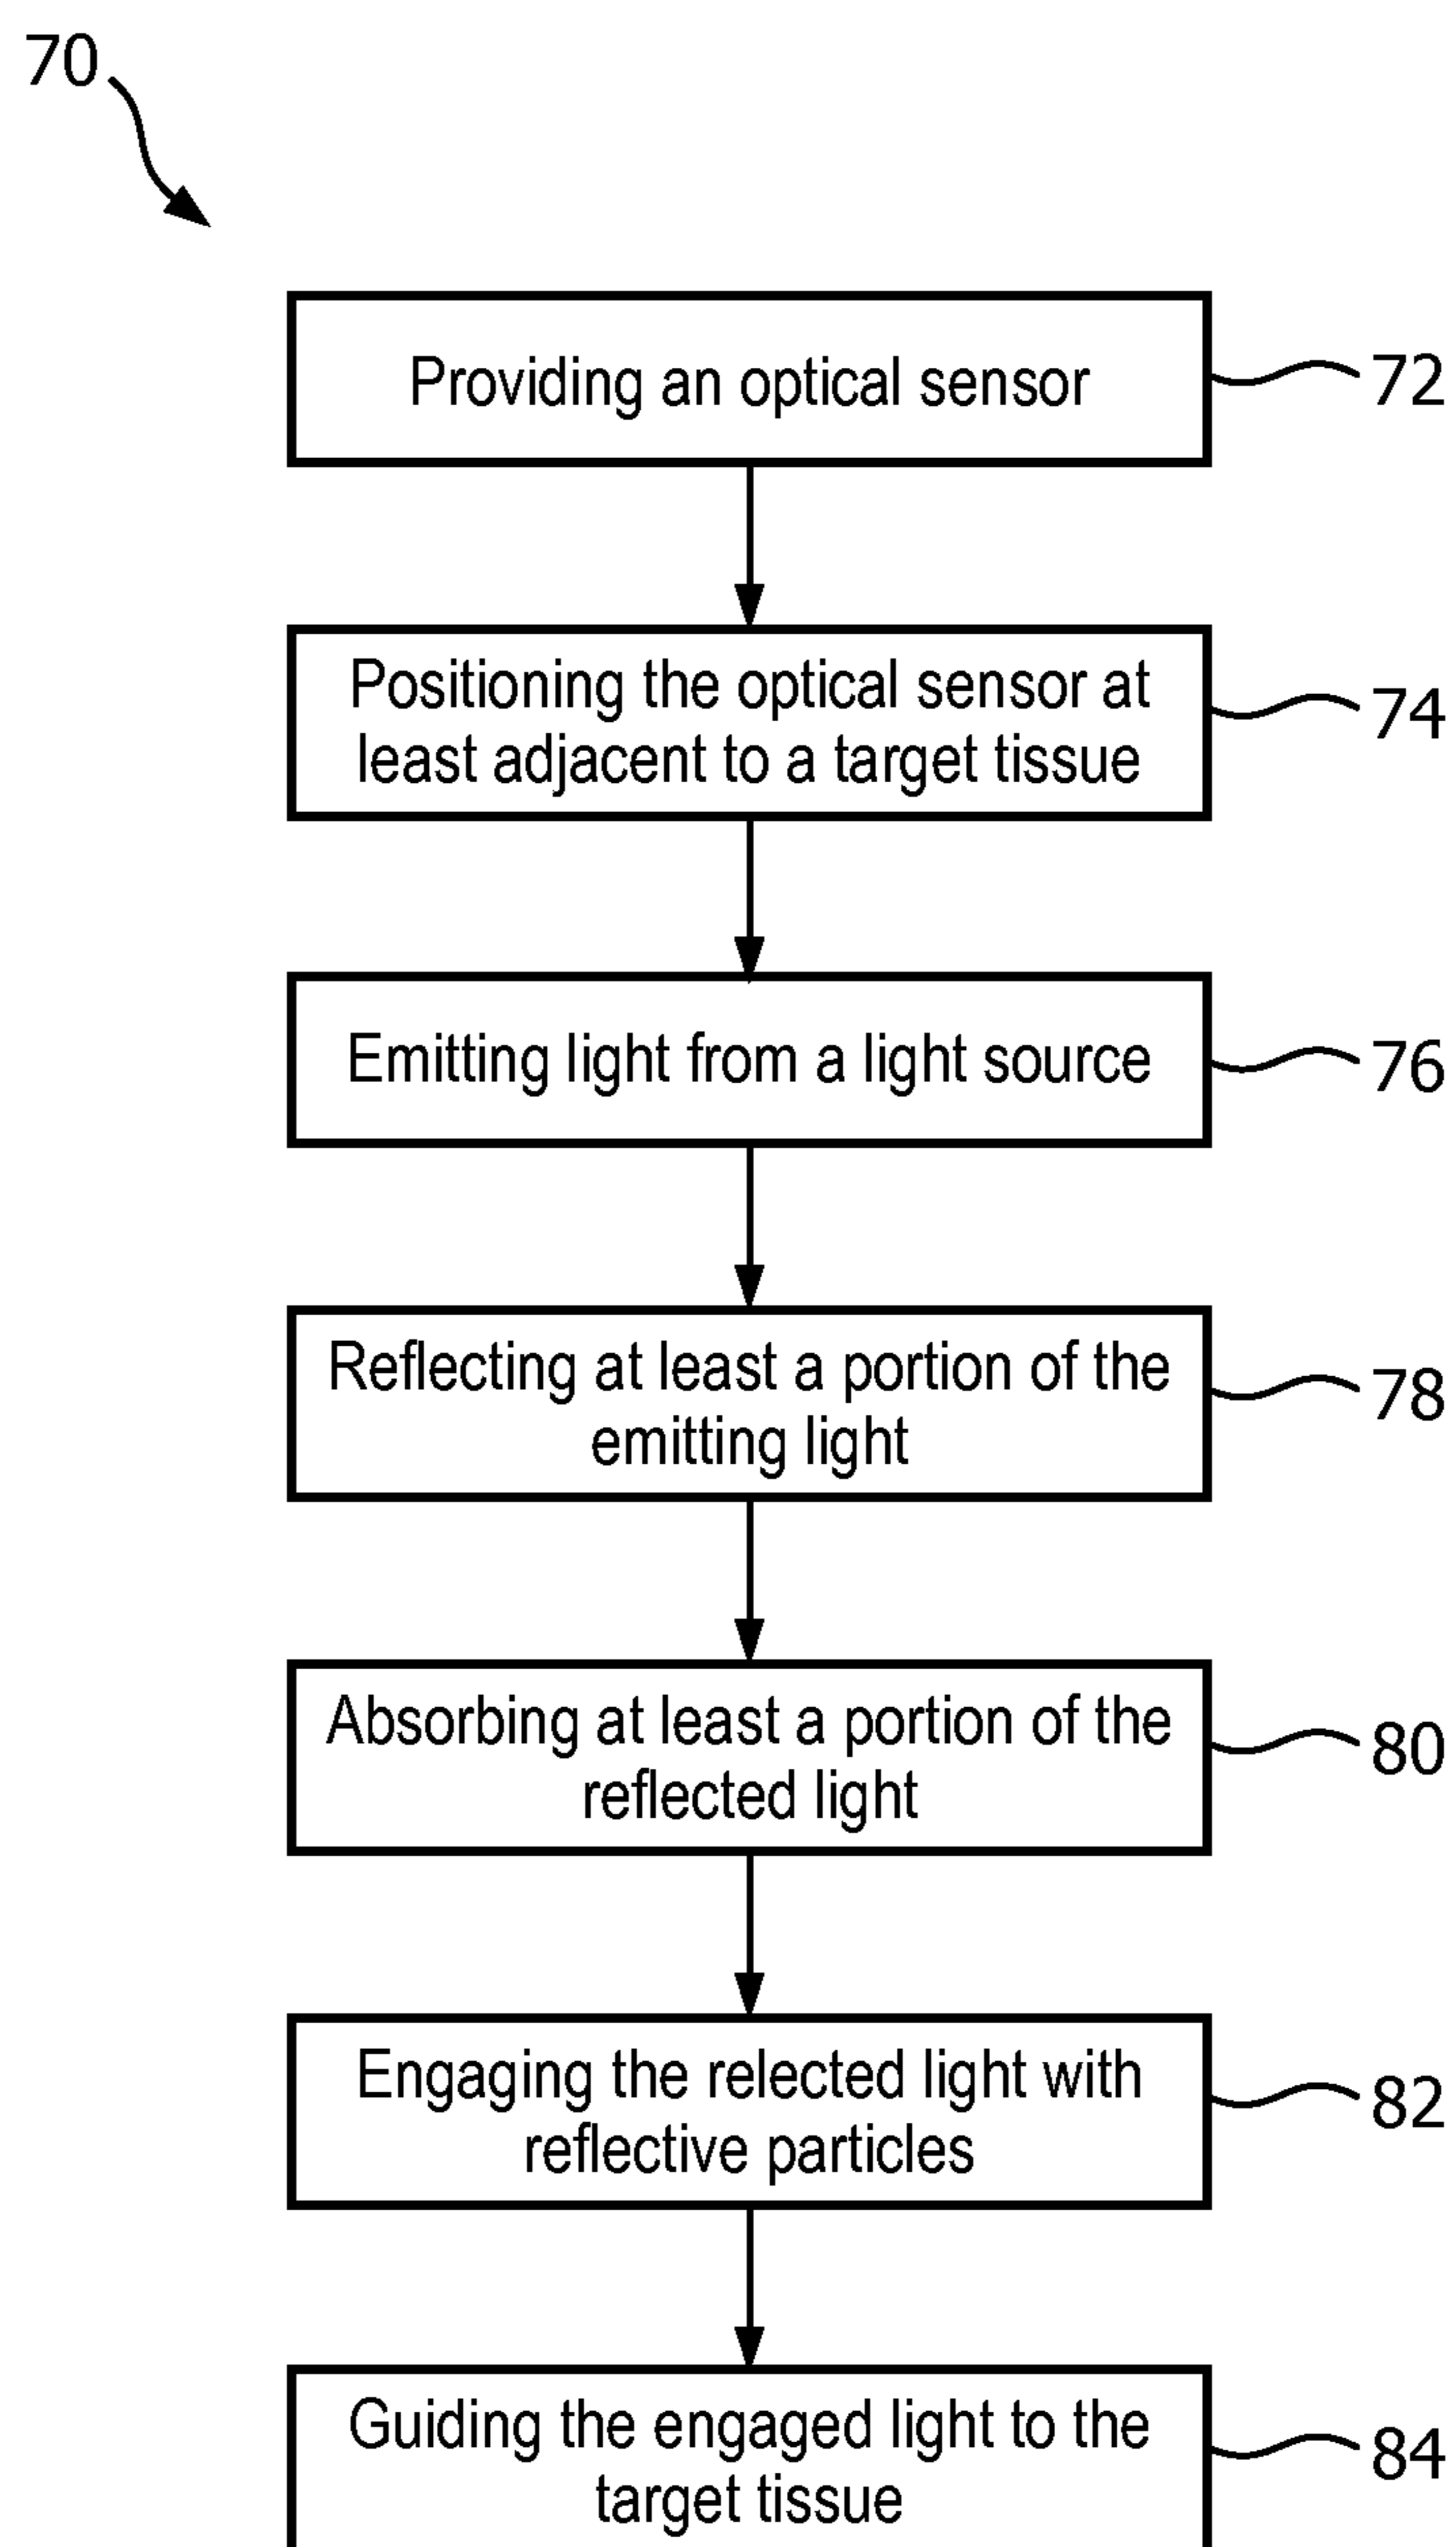 70
Providing an optical sensor
72
Positioning the optical sensor at
least adjacent to a target tissue
74
Emitting light from a light source
76
Reflecting at least a portion of the
emitting light
78
Absorbing at least a portion of the
reflected light
80
Engaging the relected light with
reflective particles
82
Guiding the engaged light to the
target tissue
84